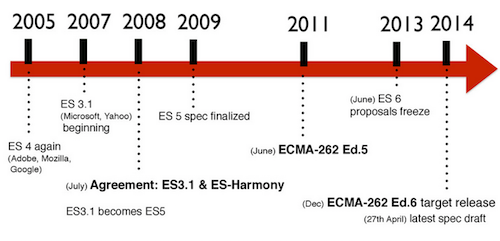 2005
2007
2008
2009
2011
2013
2014
ES 4 again
(Adobe, Mozilla,
Google)
ES 3.1
(Microsoft, Yahoo)
beginning
(July) Agreement: ES3.1 & ES-Harmony
ES3.1 becomes ES5
ES 5 spec finalized
(June) ECMA-262 Ed.5
(June) ES 6
proposals freeze
(Dec) ECMA-262 Ed.6 target release
(27th April) latest spec draft